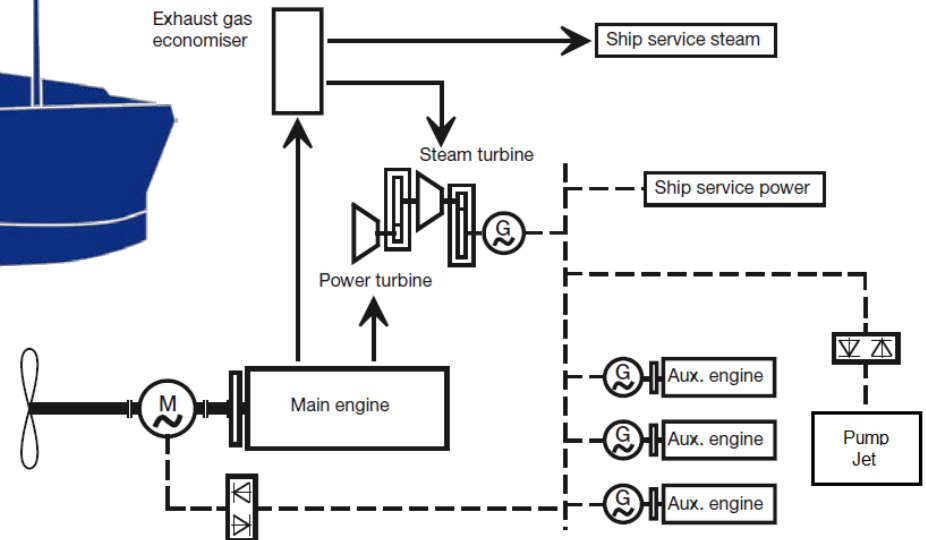 Exhaust gas
economiser
Ship service steam
Steam turbine
Ship service power
G
Power turbine
G
Aux. engine
M
Main engine
G
Aux. engine
Pump
Jet
G
Aux. engine